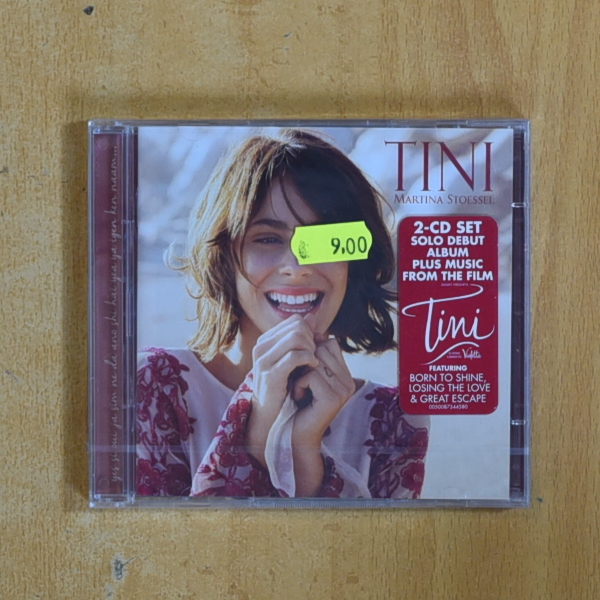 TINI
MARTINA STOESSEL
9,00
2-CD SET
SOLO DEBUT
ALBUM
PLUS MUSIC
FROM THE FILM
Tini
Violetta
FEATURING
BORN TO SHINE,
LOSING THE LOVE
& GREAT ESCAPE